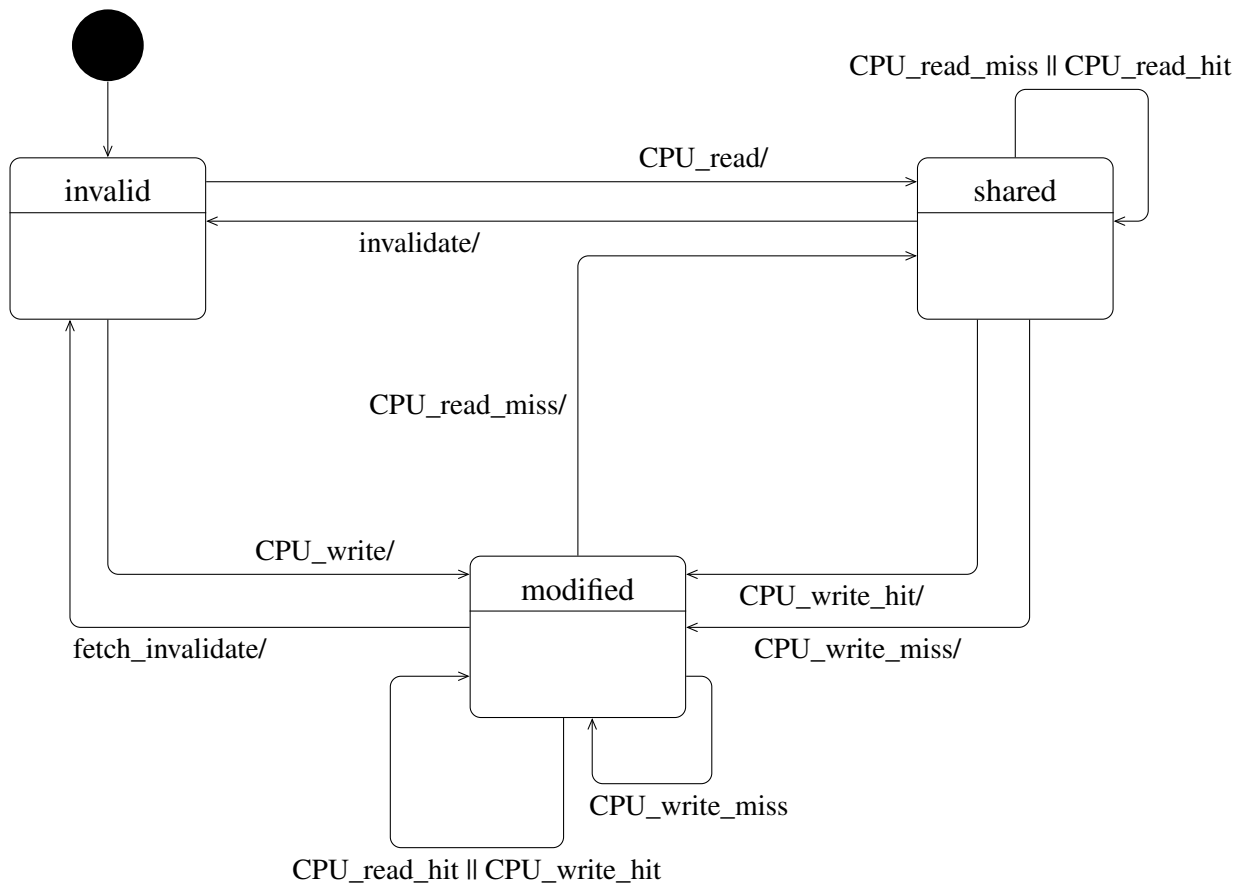 CPU_read_miss || CPU_read_hit
CPU_read/
invalid
shared
invalidate/
CPU_read_miss/
CPU_write/
modified
CPU_write_hit/
fetch_invalidate/
CPU_write_miss/
CPU_write_miss
CPU_read_hit || CPU_write_hit